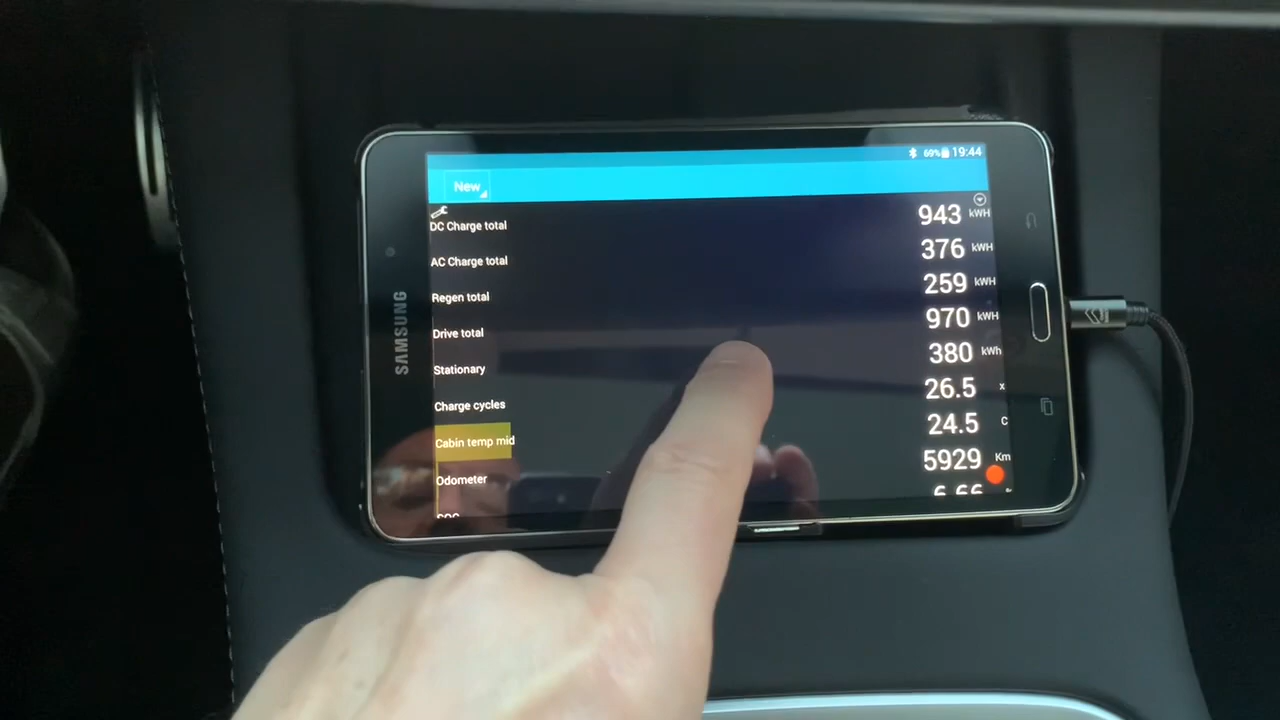 69% 19:44
New
DC Charge total 943 kWH
AC Charge total 376 kWH
Regen total 259 kWH
Drive total 970 kWH
Stationary 380 kWh
Charge cycles 26.5 x
Cabin temp mid 24.5 C
Odometer 5929 Km
SAMSUNG